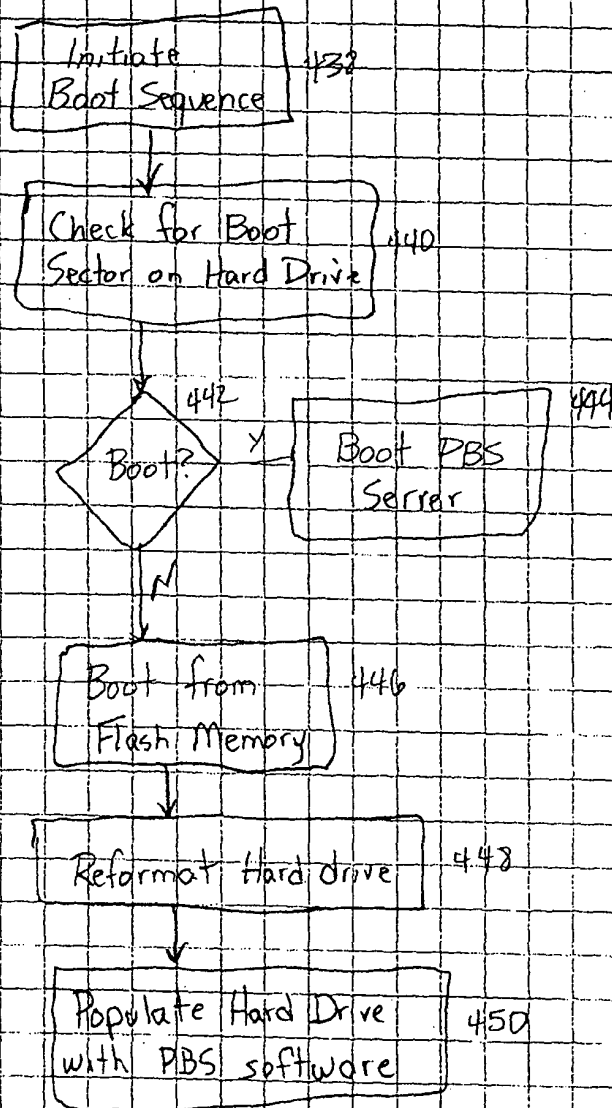 Initiate
Boot Sequence
438
Check for Boot
Sector on Hard Drive
440
442
Boot?
Y
444
Boot PBS
Server
N
Boot from
Flash Memory
446
Reformat Hard drive
448
Populate Hard Drive
with PBS software
450